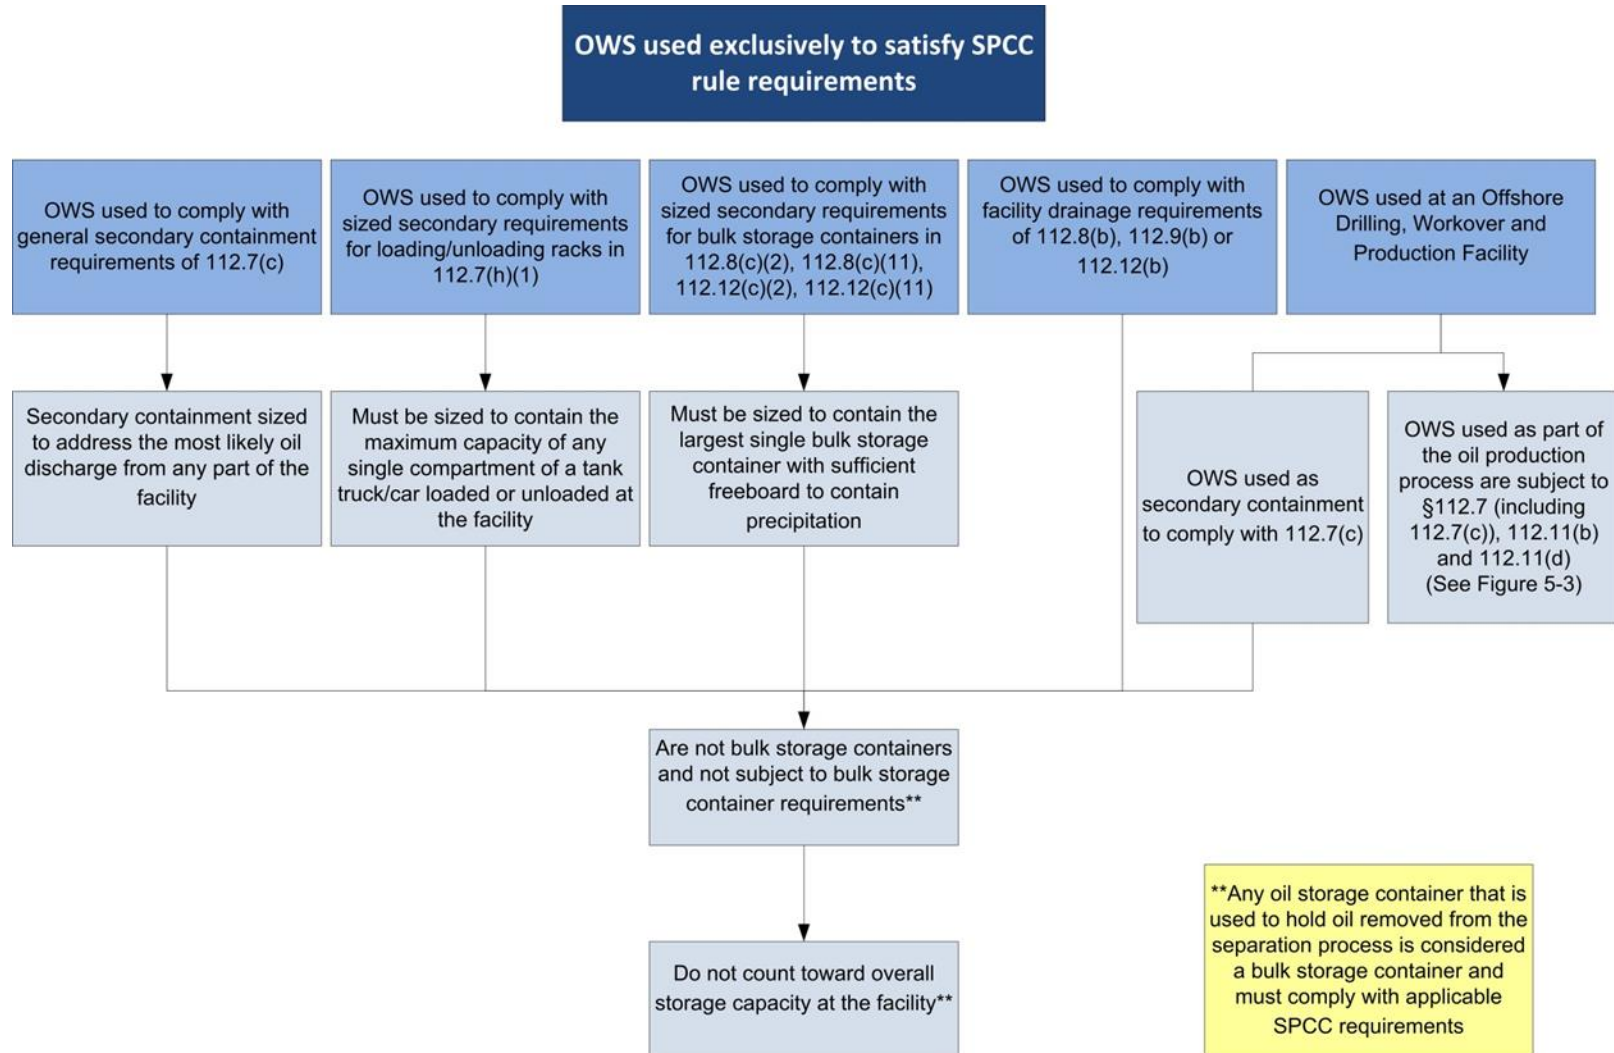 OWS used exclusively to satisfy SPCC
rule requirements
OWS used to comply with
general secondary containment
requirements of 112.7(c)
OWS used to comply with
sized secondary requirements
for loading/unloading racks in
112.7(h)(1)
OWS used to comply with
sized secondary requirements
for bulk storage containers in
112.8(c)(2), 112.8(c)(11),
112.12(c)(2), 112.12(c)(11)
OWS used to comply with
facility drainage requirements
of 112.8(b), 112.9(b) or
112.12(b)
OWS used at an Offshore
Drilling, Workover and
Production Facility
Secondary containment sized
to address the most likely oil
discharge from any part of the
facility
Must be sized to contain the
maximum capacity of any
single compartment of a tank
truck/car loaded or unloaded at
the facility
Must be sized to contain the
largest single bulk storage
container with sufficient
freeboard to contain
precipitation
OWS used as
secondary containment
to comply with 112.7(c)
OWS used as part of
the oil production
process are subject to
§112.7 (including
112.7(c)), 112.11(b)
and 112.11(d)
(See Figure 5-3)
Are not bulk storage containers
and not subject to bulk storage
container requirements**
Do not count toward overall
storage capacity at the facility**
**Any oil storage container that is
used to hold oil removed from the
separation process is considered
a bulk storage container and
must comply with applicable
SPCC requirements